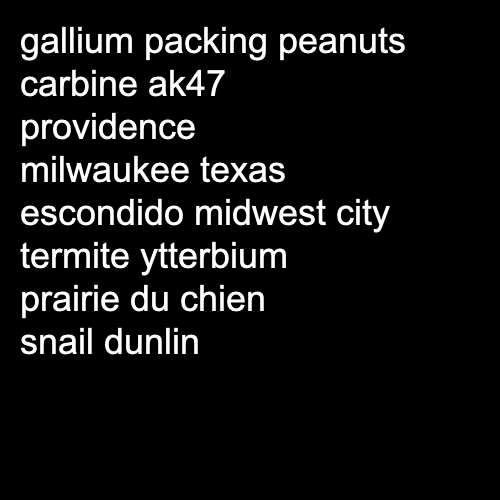 gallium packing peanuts
carbine ak47
providence
milwaukee texas
escondido midwest city
termite ytterbium
prairie du chien
snail dunlin